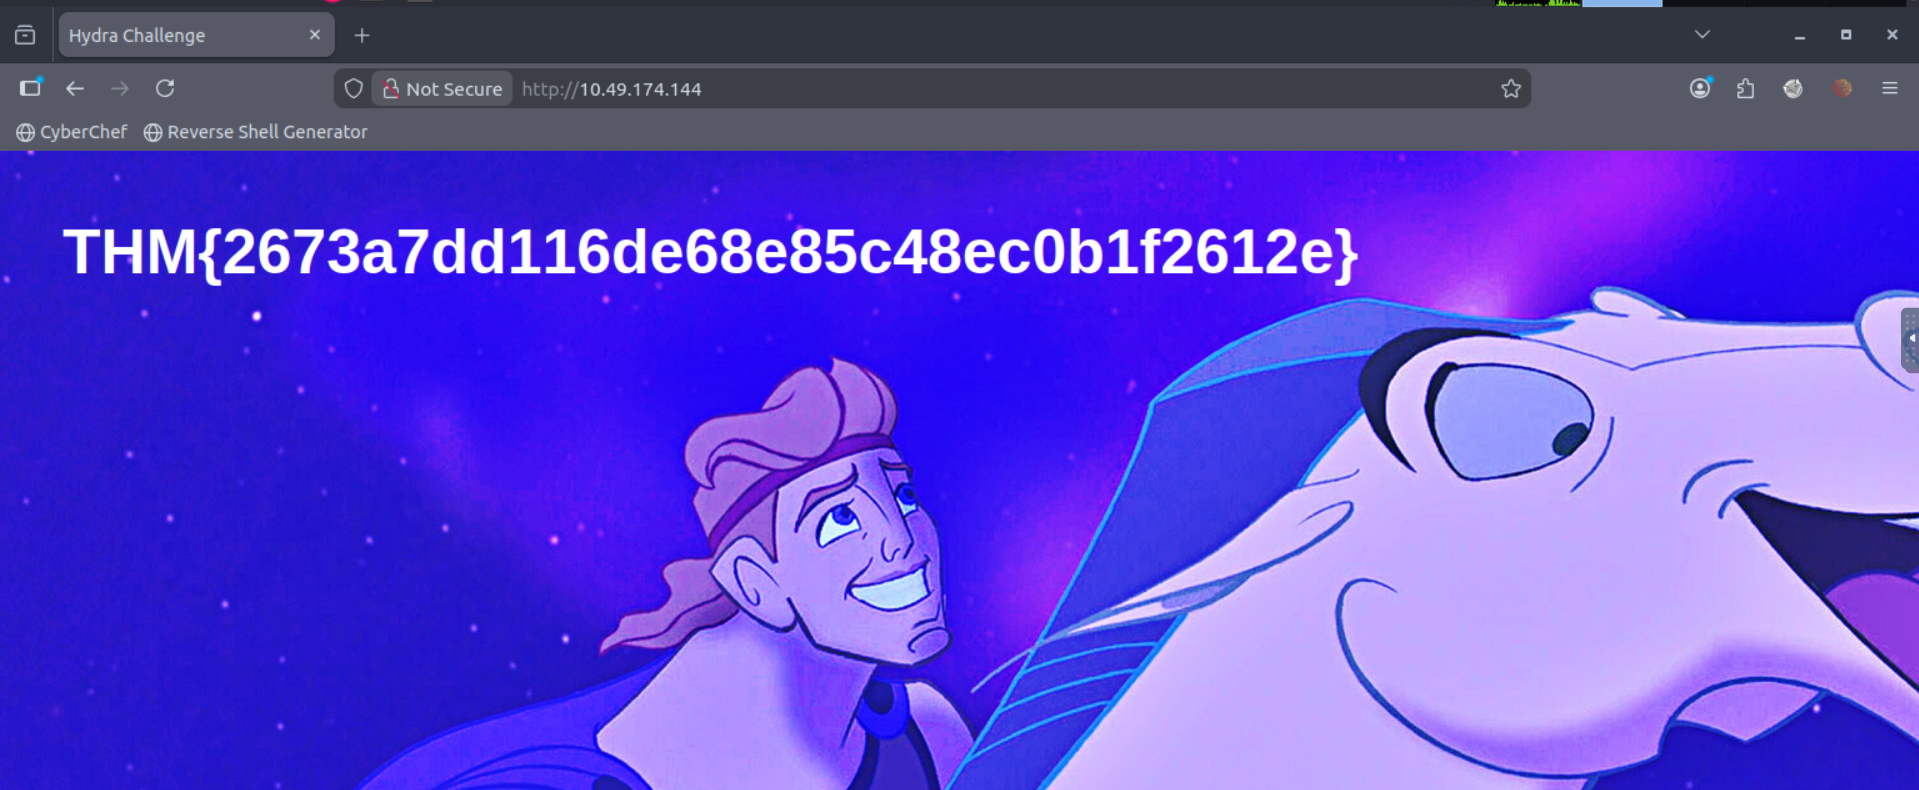 Hydra Challenge
Not Secure http://10.49.174.144
CyberChef Reverse Shell Generator
THM{2673a7dd116de68e85c48ec0b1f2612e}